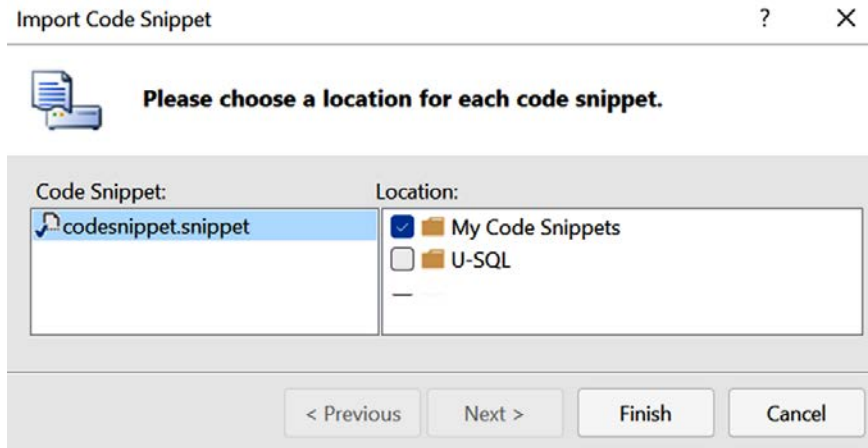 Import Code Snippet ? X
Please choose a location for each code snippet.
Code Snippet: Location:
codesnippet.snippet
My Code Snippets
U-SQL
< Previous Next > Finish Cancel